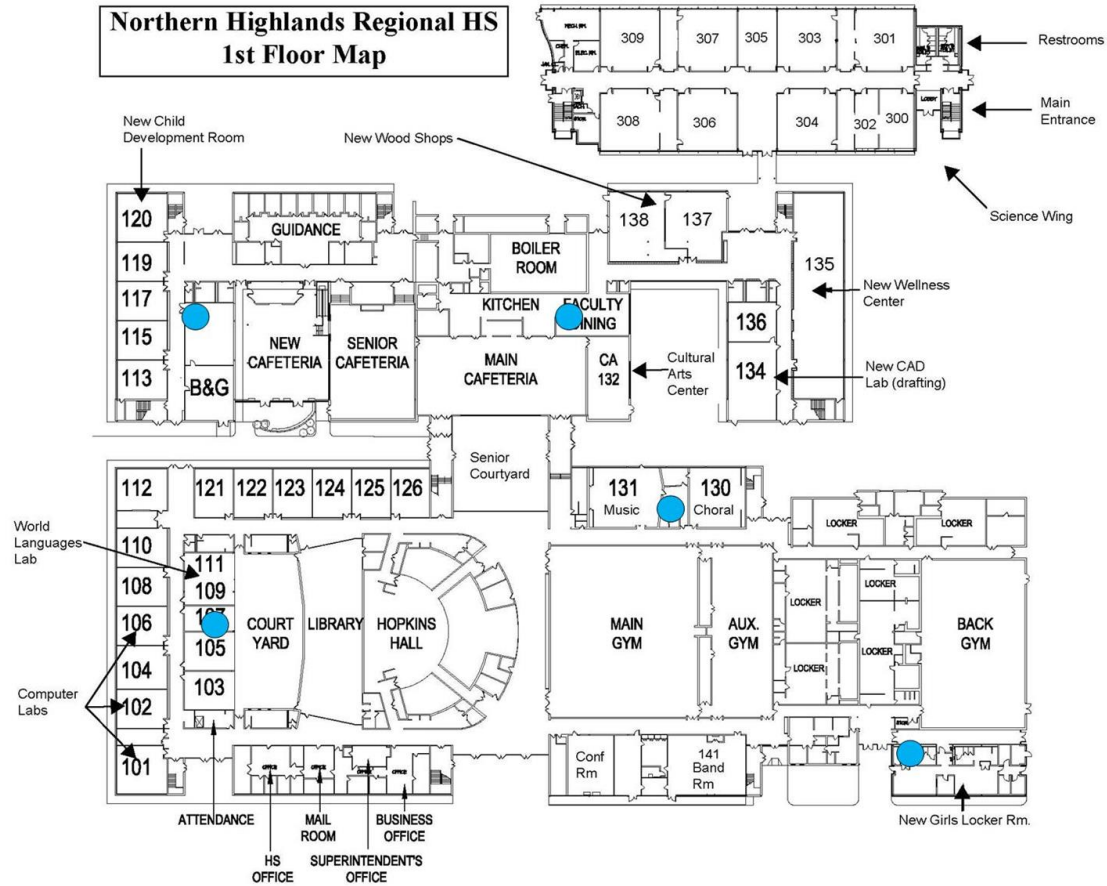 Northern Highlands Regional HS
1st Floor Map
309
307
305
303
301
Restrooms
308
306
304
302
300
LOBBY
Main
Entrance
Science Wing
New Child
Development Room
New Wood Shops
120
GUIDANCE
138
137
BOILER
ROOM
119
135
117
KITCHEN
FACULTY
DINING
New Wellness
Center
115
NEW
CAFETERIA
SENIOR
CAFETERIA
MAIN
CAFETERIA
CA
132
Cultural
Arts
Center
136
134
New CAD
Lab (drafting)
113
B&G
Senior
Courtyard
112
121
122
123
124
125
126
131
Music
130
Choral
LOCKER
LOCKER
World
Languages
Lab
110
111
109
108
107
106
105
COURT
YARD
LIBRARY
HOPKINS
HALL
MAIN
GYM
AUX.
GYM
LOCKER
LOCKER
BACK
GYM
LOCKER
LOCKER
104
103
Computer
Labs
102
101
OFFICE
OFFICE
OFFICE
OFFICE
Conf
Rm
141
Band
Rm
ATTENDANCE
MAIL
ROOM
BUSINESS
OFFICE
HS
OFFICE
SUPERINTENDENT'S
OFFICE
New Girls Locker Rm.